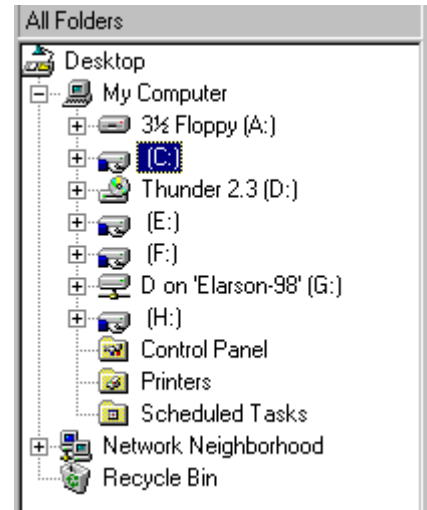 All Folders
Desktop
My Computer
3½ Floppy (A:)
(C:)
Thunder 2.3 (D:)
(E:)
(F:)
D on 'Elarson-98' (G:)
(H:)
Control Panel
Printers
Scheduled Tasks
Network Neighborhood
Recycle Bin